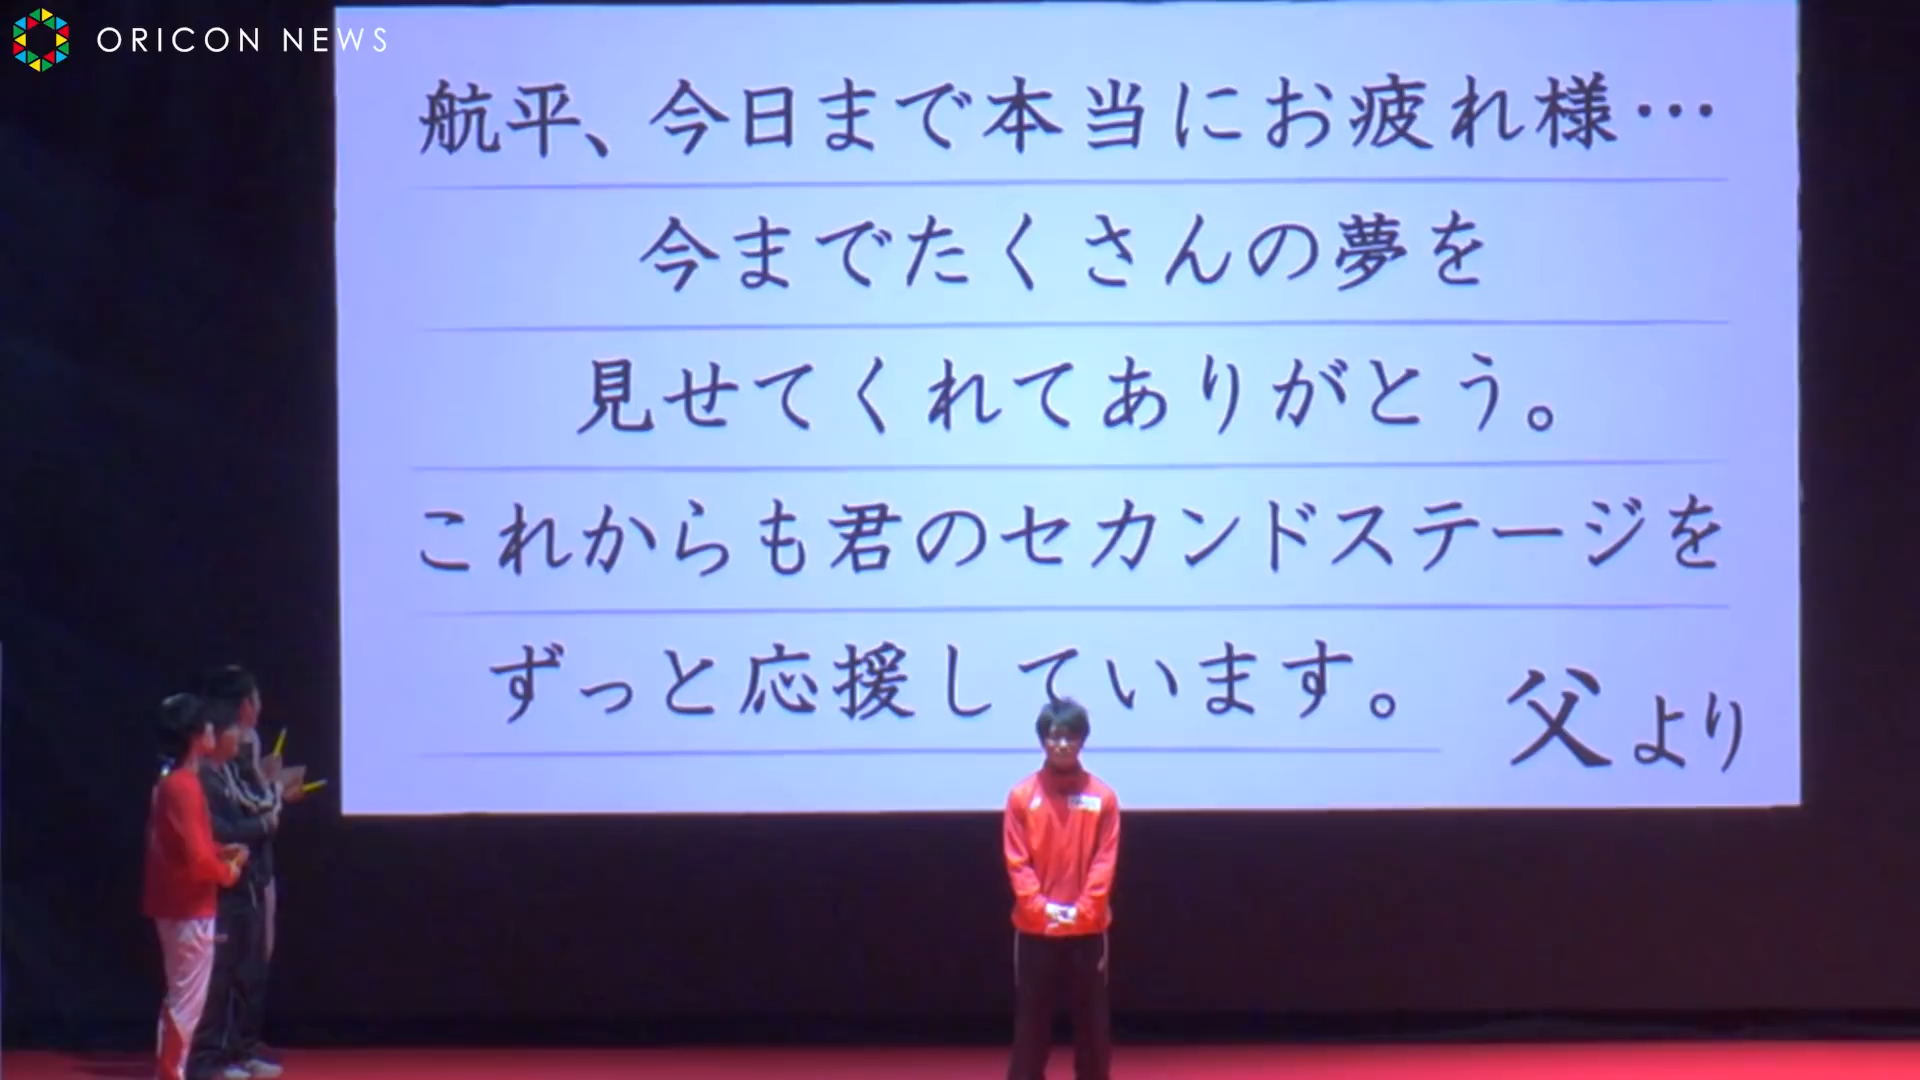 ORICON NEWS
航平、今日まで本当にお疲れ様…
今までたくさんの夢を
見せてくれてありがとう。
これからも君のセカンドステージを
ずっと応援しています。
父より